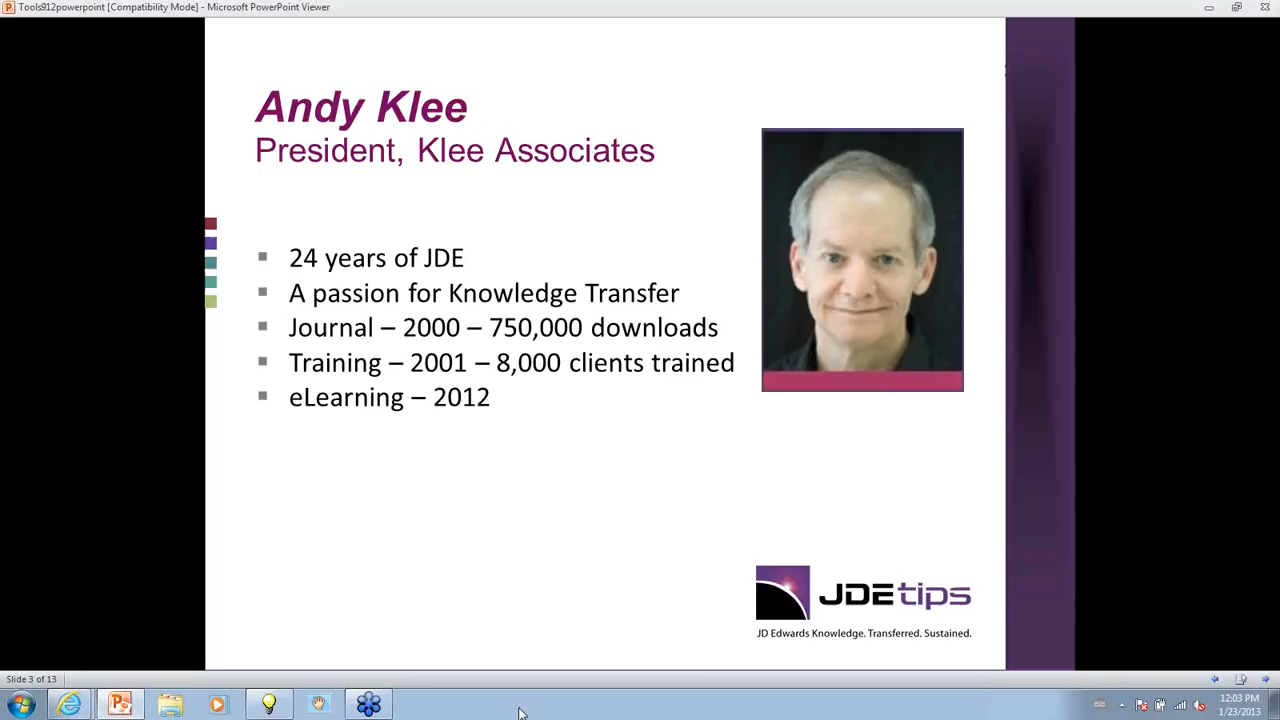 Tools912powerpoint [Compatibility Mode] - Microsoft PowerPoint Viewer
Andy Klee
President, Klee Associates
24 years of JDE
A passion for Knowledge Transfer
Journal – 2000 – 750,000 downloads
Training – 2001 – 8,000 clients trained
eLearning – 2012
JDEtips
JD Edwards Knowledge. Transferred. Sustained.
Slide 3 of 13
12:03 PM
1/23/2013